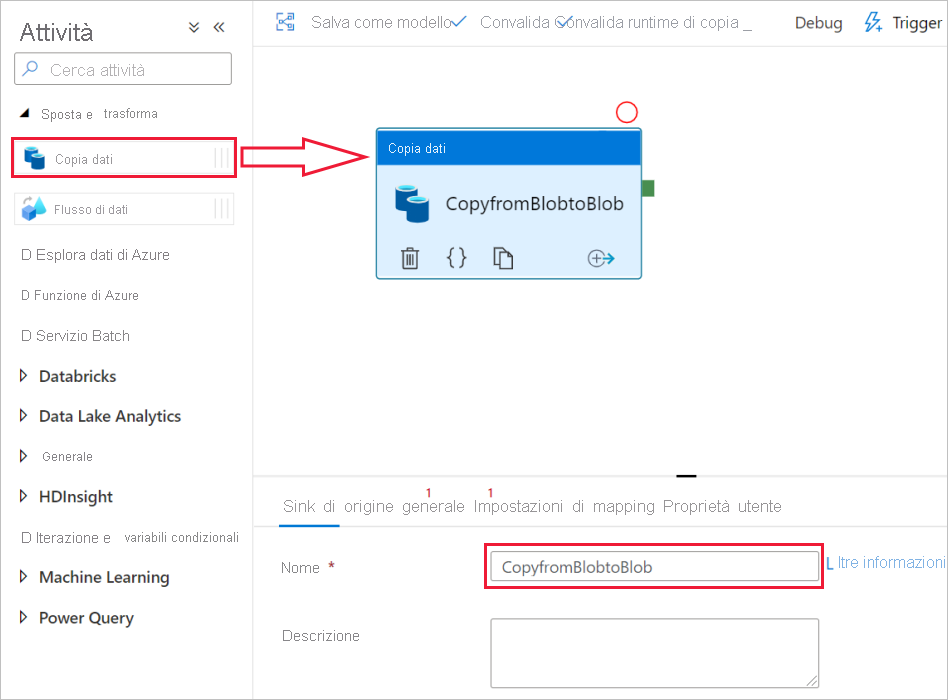 Attività
Cerca attività
Sposta e trasforma
Copia dati
Flusso di dati
D Esplora dati di Azure
D Funzione di Azure
D Servizio Batch
Databricks
Data Lake Analytics
Generale
HDInsight
D Iterazione e variabili condizionali
Machine Learning
Power Query
Salva come modello Convalida Convalida runtime di copia _ Debug Trigger
Copia dati
CopyfromBlobtoBlob
{}
1 1
Sink di origine generale Impostazioni di mapping Proprietà utente
Nome * CopyfromBlobtoBlob L ltre informazioni
Descrizione